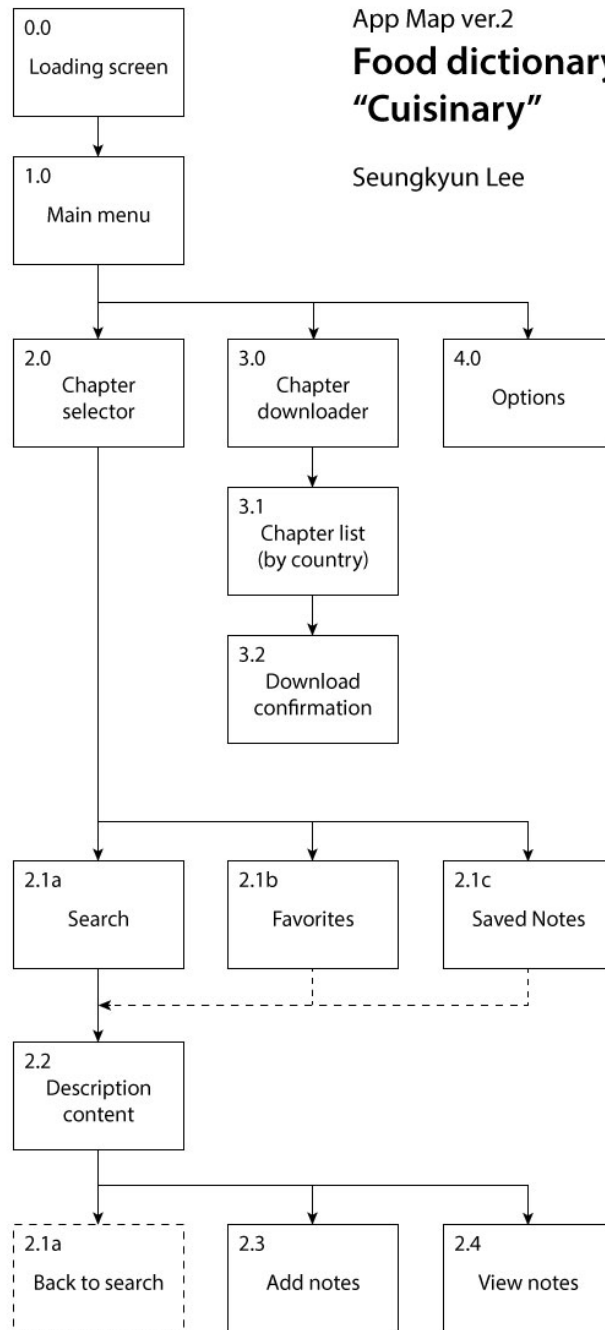 App Map ver.2
Food dictionary
“Cuisinary”
Seungkyun Lee
0.0
Loading screen
1.0
Main menu
2.0
Chapter
selector
3.0
Chapter
downloader
4.0
Options
3.1
Chapter list
(by country)
3.2
Download
confirmation
2.1a
Search
2.1b
Favorites
2.1c
Saved Notes
2.2
Description
content
2.1a
Back to search
2.3
Add notes
2.4
View notes